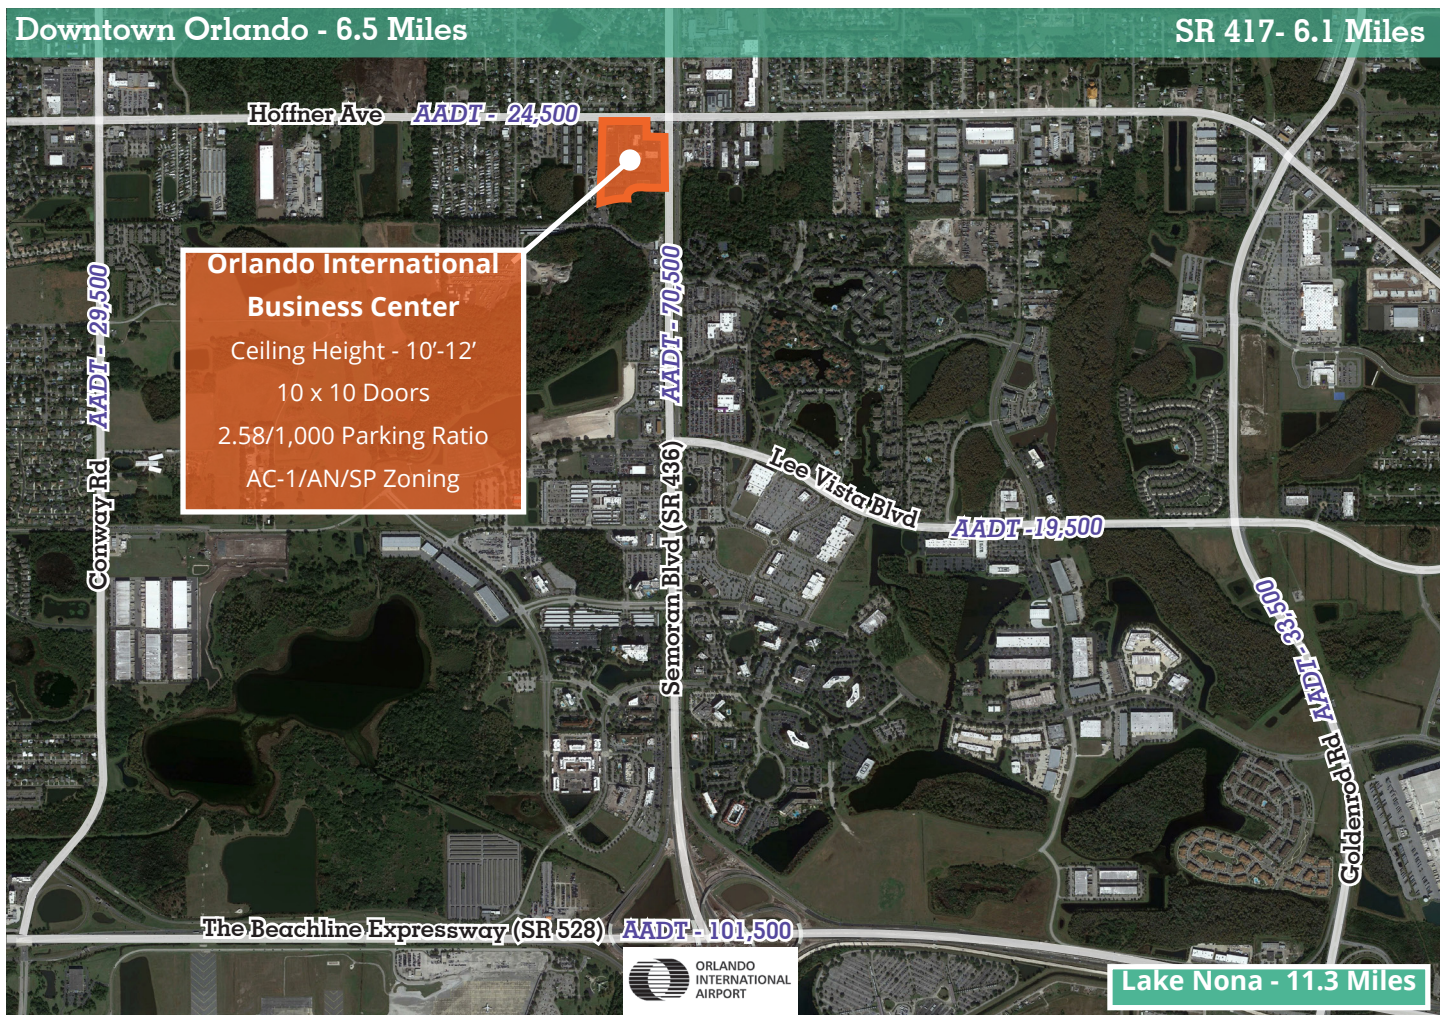 Downtown Orlando - 6.5 Miles
SR 417- 6.1 Miles
Hoffner Ave AADT - 24,500
Orlando International
Business Center
Ceiling Height - 10’-12’
10 x 10 Doors
2.58/1,000 Parking Ratio
AC-1/AN/SP Zoning
AADT - 29,500
Conway Rd
AADT - 70,500
Semoran Blvd (SR 436)
Lee Vista Blvd
AADT -19,500
AADT - 33,500
Goldenrod Rd
The Beachline Expressway (SR 528) AADT - 101,500
ORLANDO
INTERNATIONAL
AIRPORT
Lake Nona - 11.3 Miles